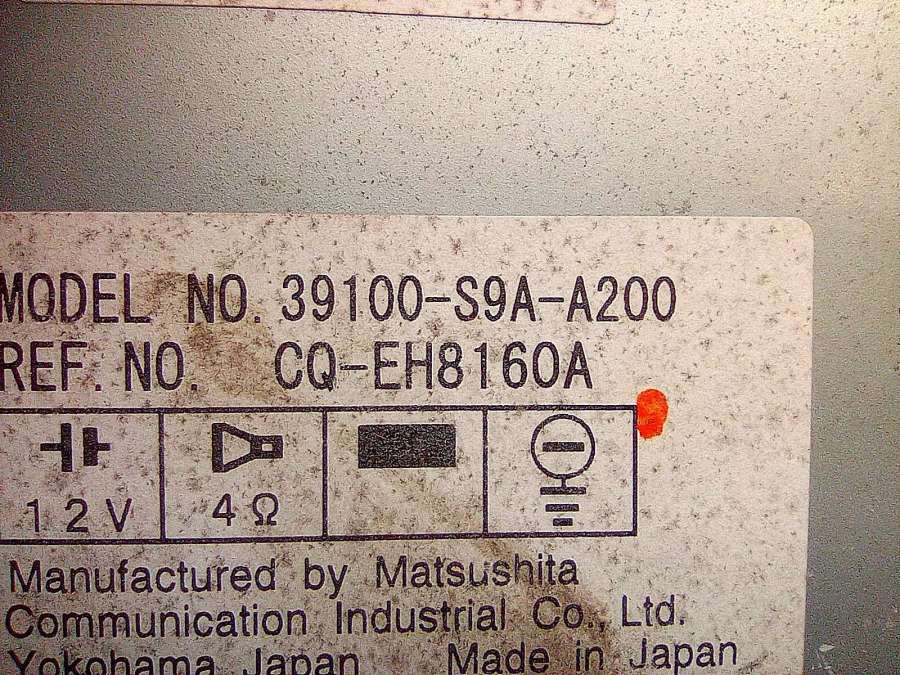 MODEL NO. 39100-S9A-A200
REF. NO. CQ-EH8160A
12V 4Ω
Manufactured by Matsushita
Communication Industrial Co., Ltd.
Yokohama Japan Made in Japan